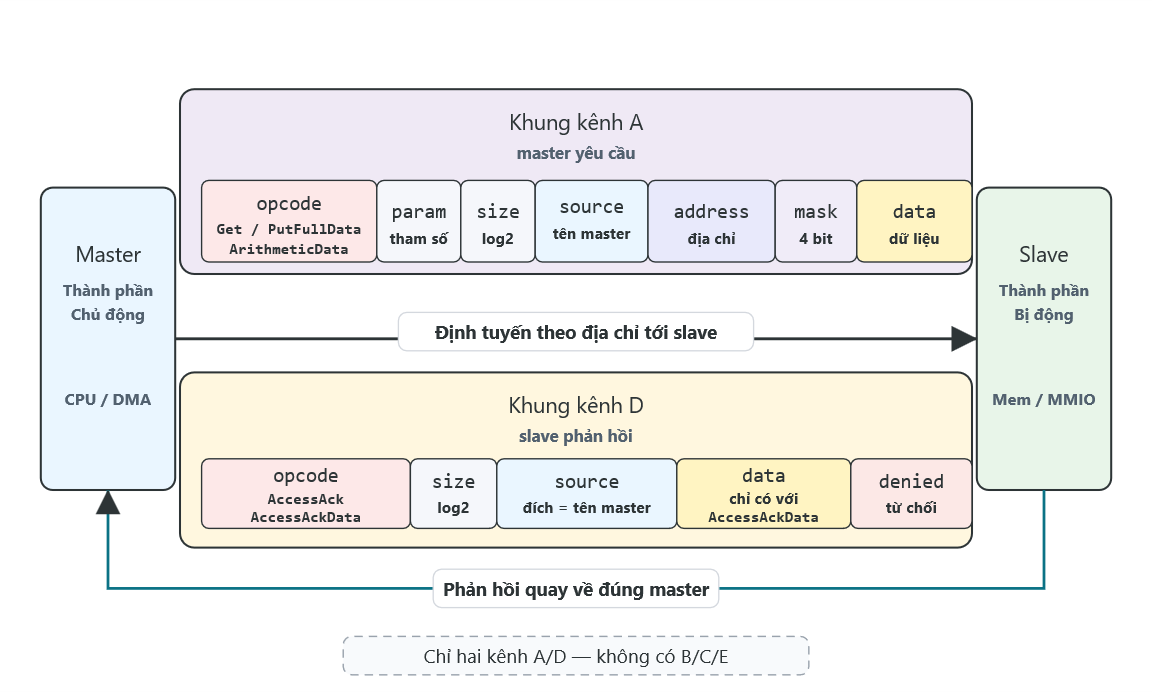 Khung kênh A
master yêu cầu
opcode
Get / PutFullData
ArithmeticData
param
tham số
size
log2
source
tên master
address
địa chỉ
mask
4 bit
data
dữ liệu
Master
Thành phần
Chủ động
CPU / DMA
Slave
Thành phần
Bị động
Mem / MMIO
Định tuyến theo địa chỉ tới slave
Khung kênh D
slave phản hồi
opcode
AccessAck
AccessAckData
size
log2
source
đích = tên master
data
chỉ có với
AccessAckData
denied
từ chối
Phản hồi quay về đúng master
Chỉ hai kênh A/D — không có B/C/E